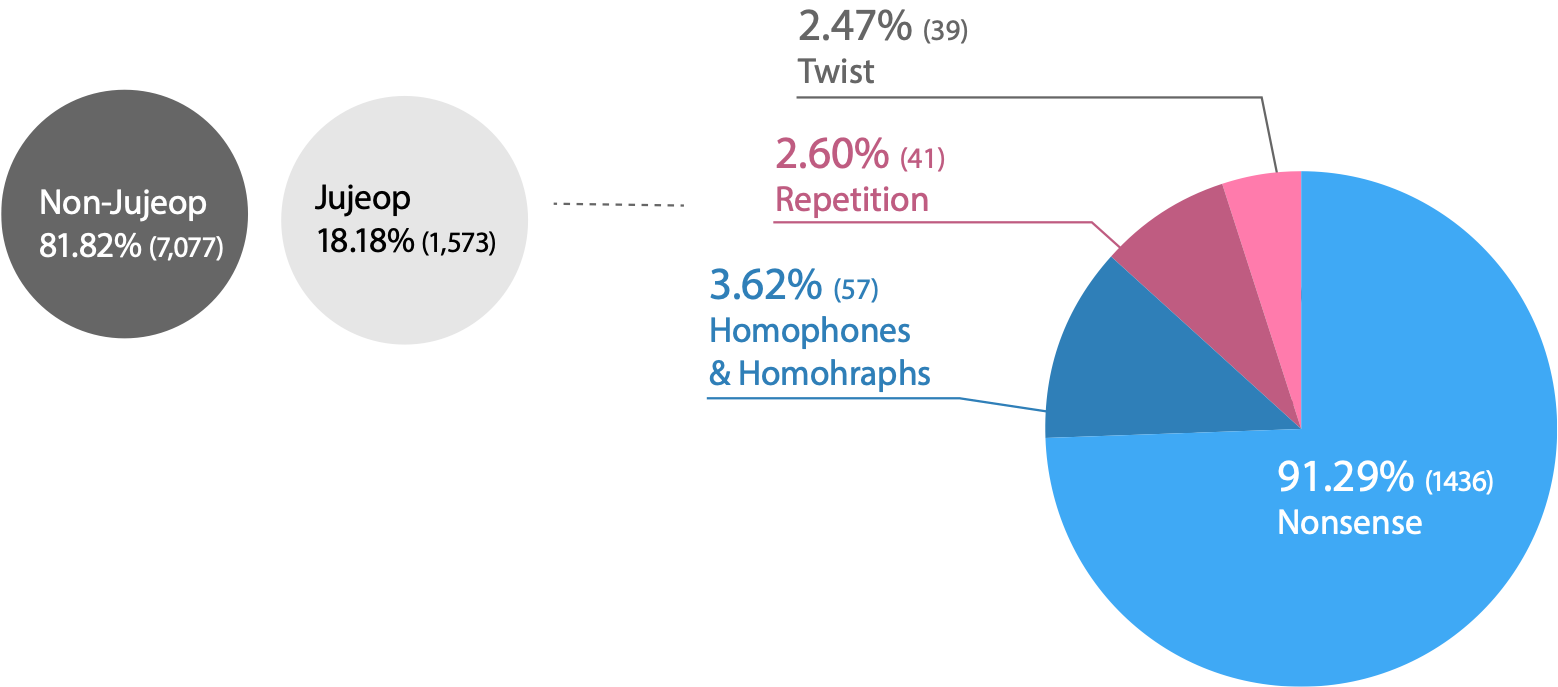 Non-Jujeop
81.82% (7,077)
Jujeop
18.18% (1,573)
2.47% (39)
Twist
2.60% (41)
Repetition
3.62% (57)
Homophones
& Homohraphs
91.29% (1436)
Nonsense